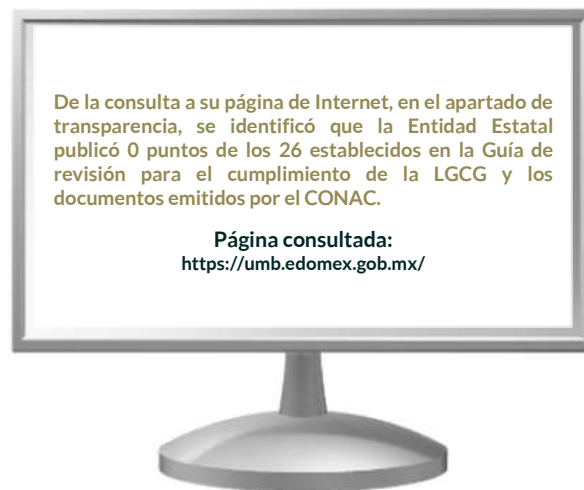 De la consulta a su página de Internet, en el apartado de
transparencia, se identificó que la Entidad Estatal
publicó 0 puntos de los 26 establecidos en la Guía de
revisión para el cumplimiento de la LGCG y los
documentos emitidos por el CONAC.
Página consultada:
https://umb.edomex.gob.mx/